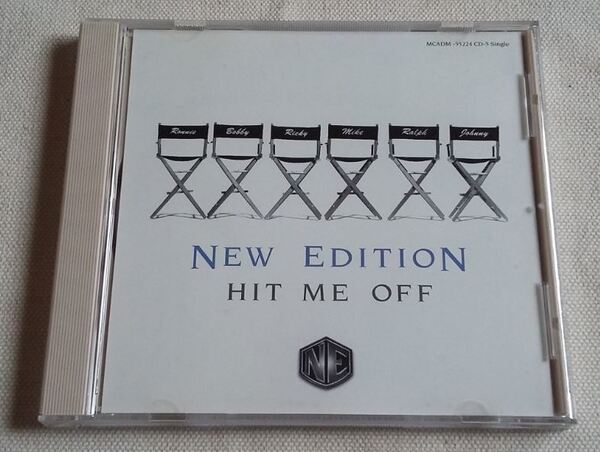 MCADM-55224 CD-5 Single
Ronnie Bobby Ricky Mike Ralph Johnny
NEW EDITION
HIT ME OFF
NE